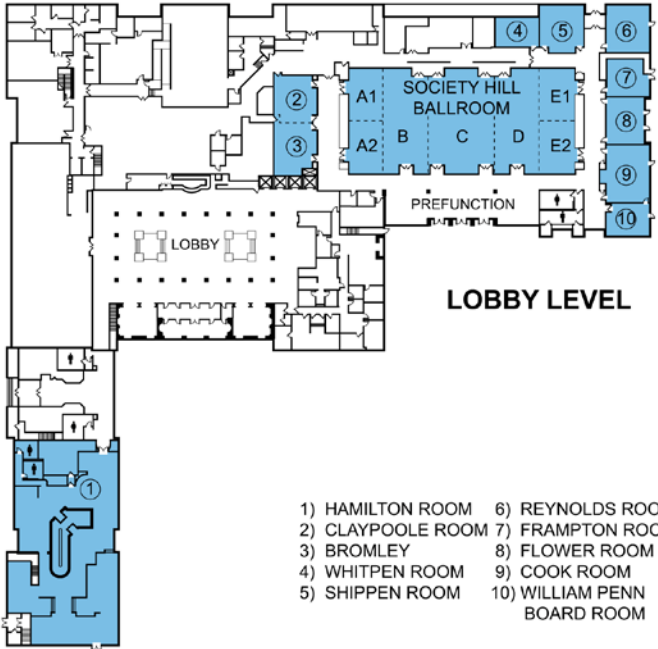 4
5
6
7
8
9
10
2
3
1
SOCIETY HILL
BALLROOM
A1
A2
B
C
D
E1
E2
PREFUNCTION
LOBBY
LOBBY LEVEL
1) HAMILTON ROOM
2) CLAYPOOLE ROOM
3) BROMLEY
4) WHITPEN ROOM
5) SHIPPEN ROOM
6) REYNOLDS ROO
7) FRAMPTON ROO
8) FLOWER ROOM
9) COOK ROOM
10) WILLIAM PENN
BOARD ROOM